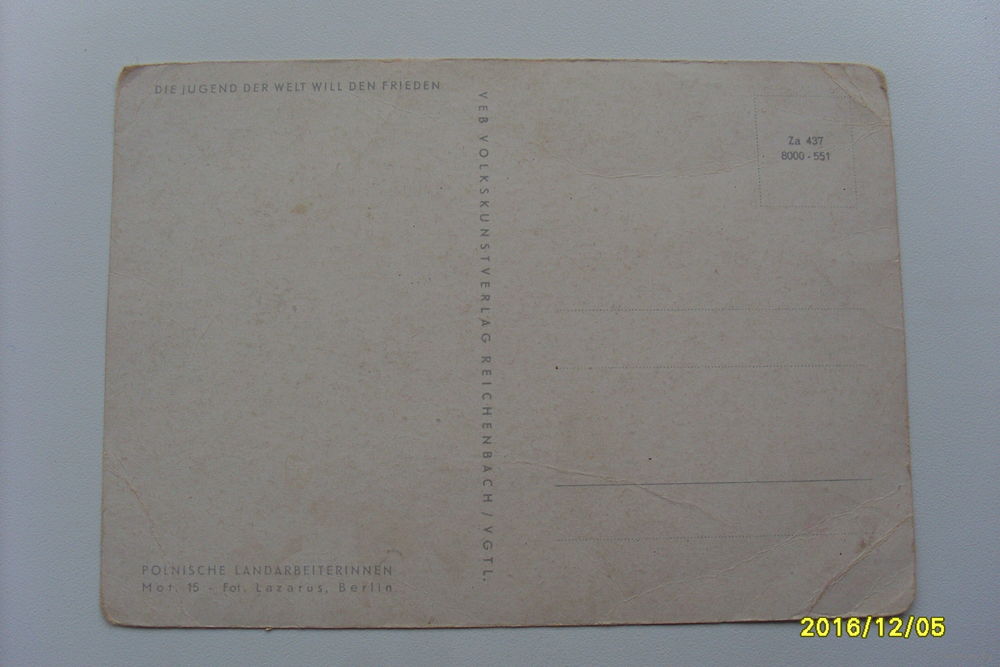 DIE JUGEND DER WELT WILL DEN FRIEDEN
VEB VOLKSKUNSTVERLAG REICHENBACH / VGTL.
Za 437
8000 - 551
POLNISCHE LANDARBEITERINNEN
Mot. 15 - Fot. Lazarus, Berlin
2016/12/05